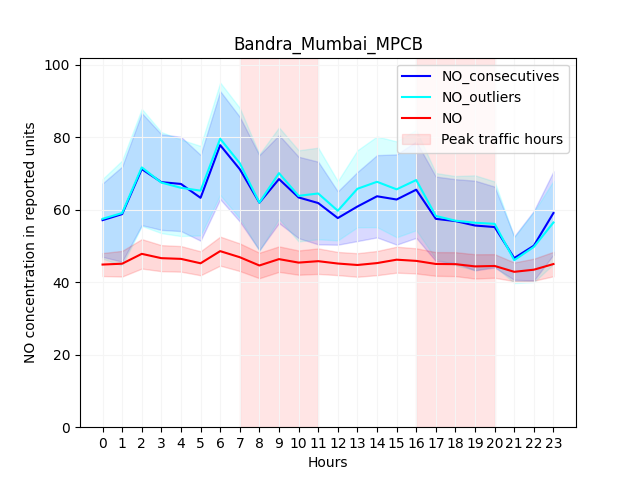 Bandra_Mumbai_MPCB
NO concentration in reported units
100
80
60
40
20
0
NO_consecutives
NO_outliers
NO
Peak traffic hours
0 1 2 3 4 5 6 7 8 9 10 11 12 13 14 15 16 17 18 19 20 21 22 23
Hours